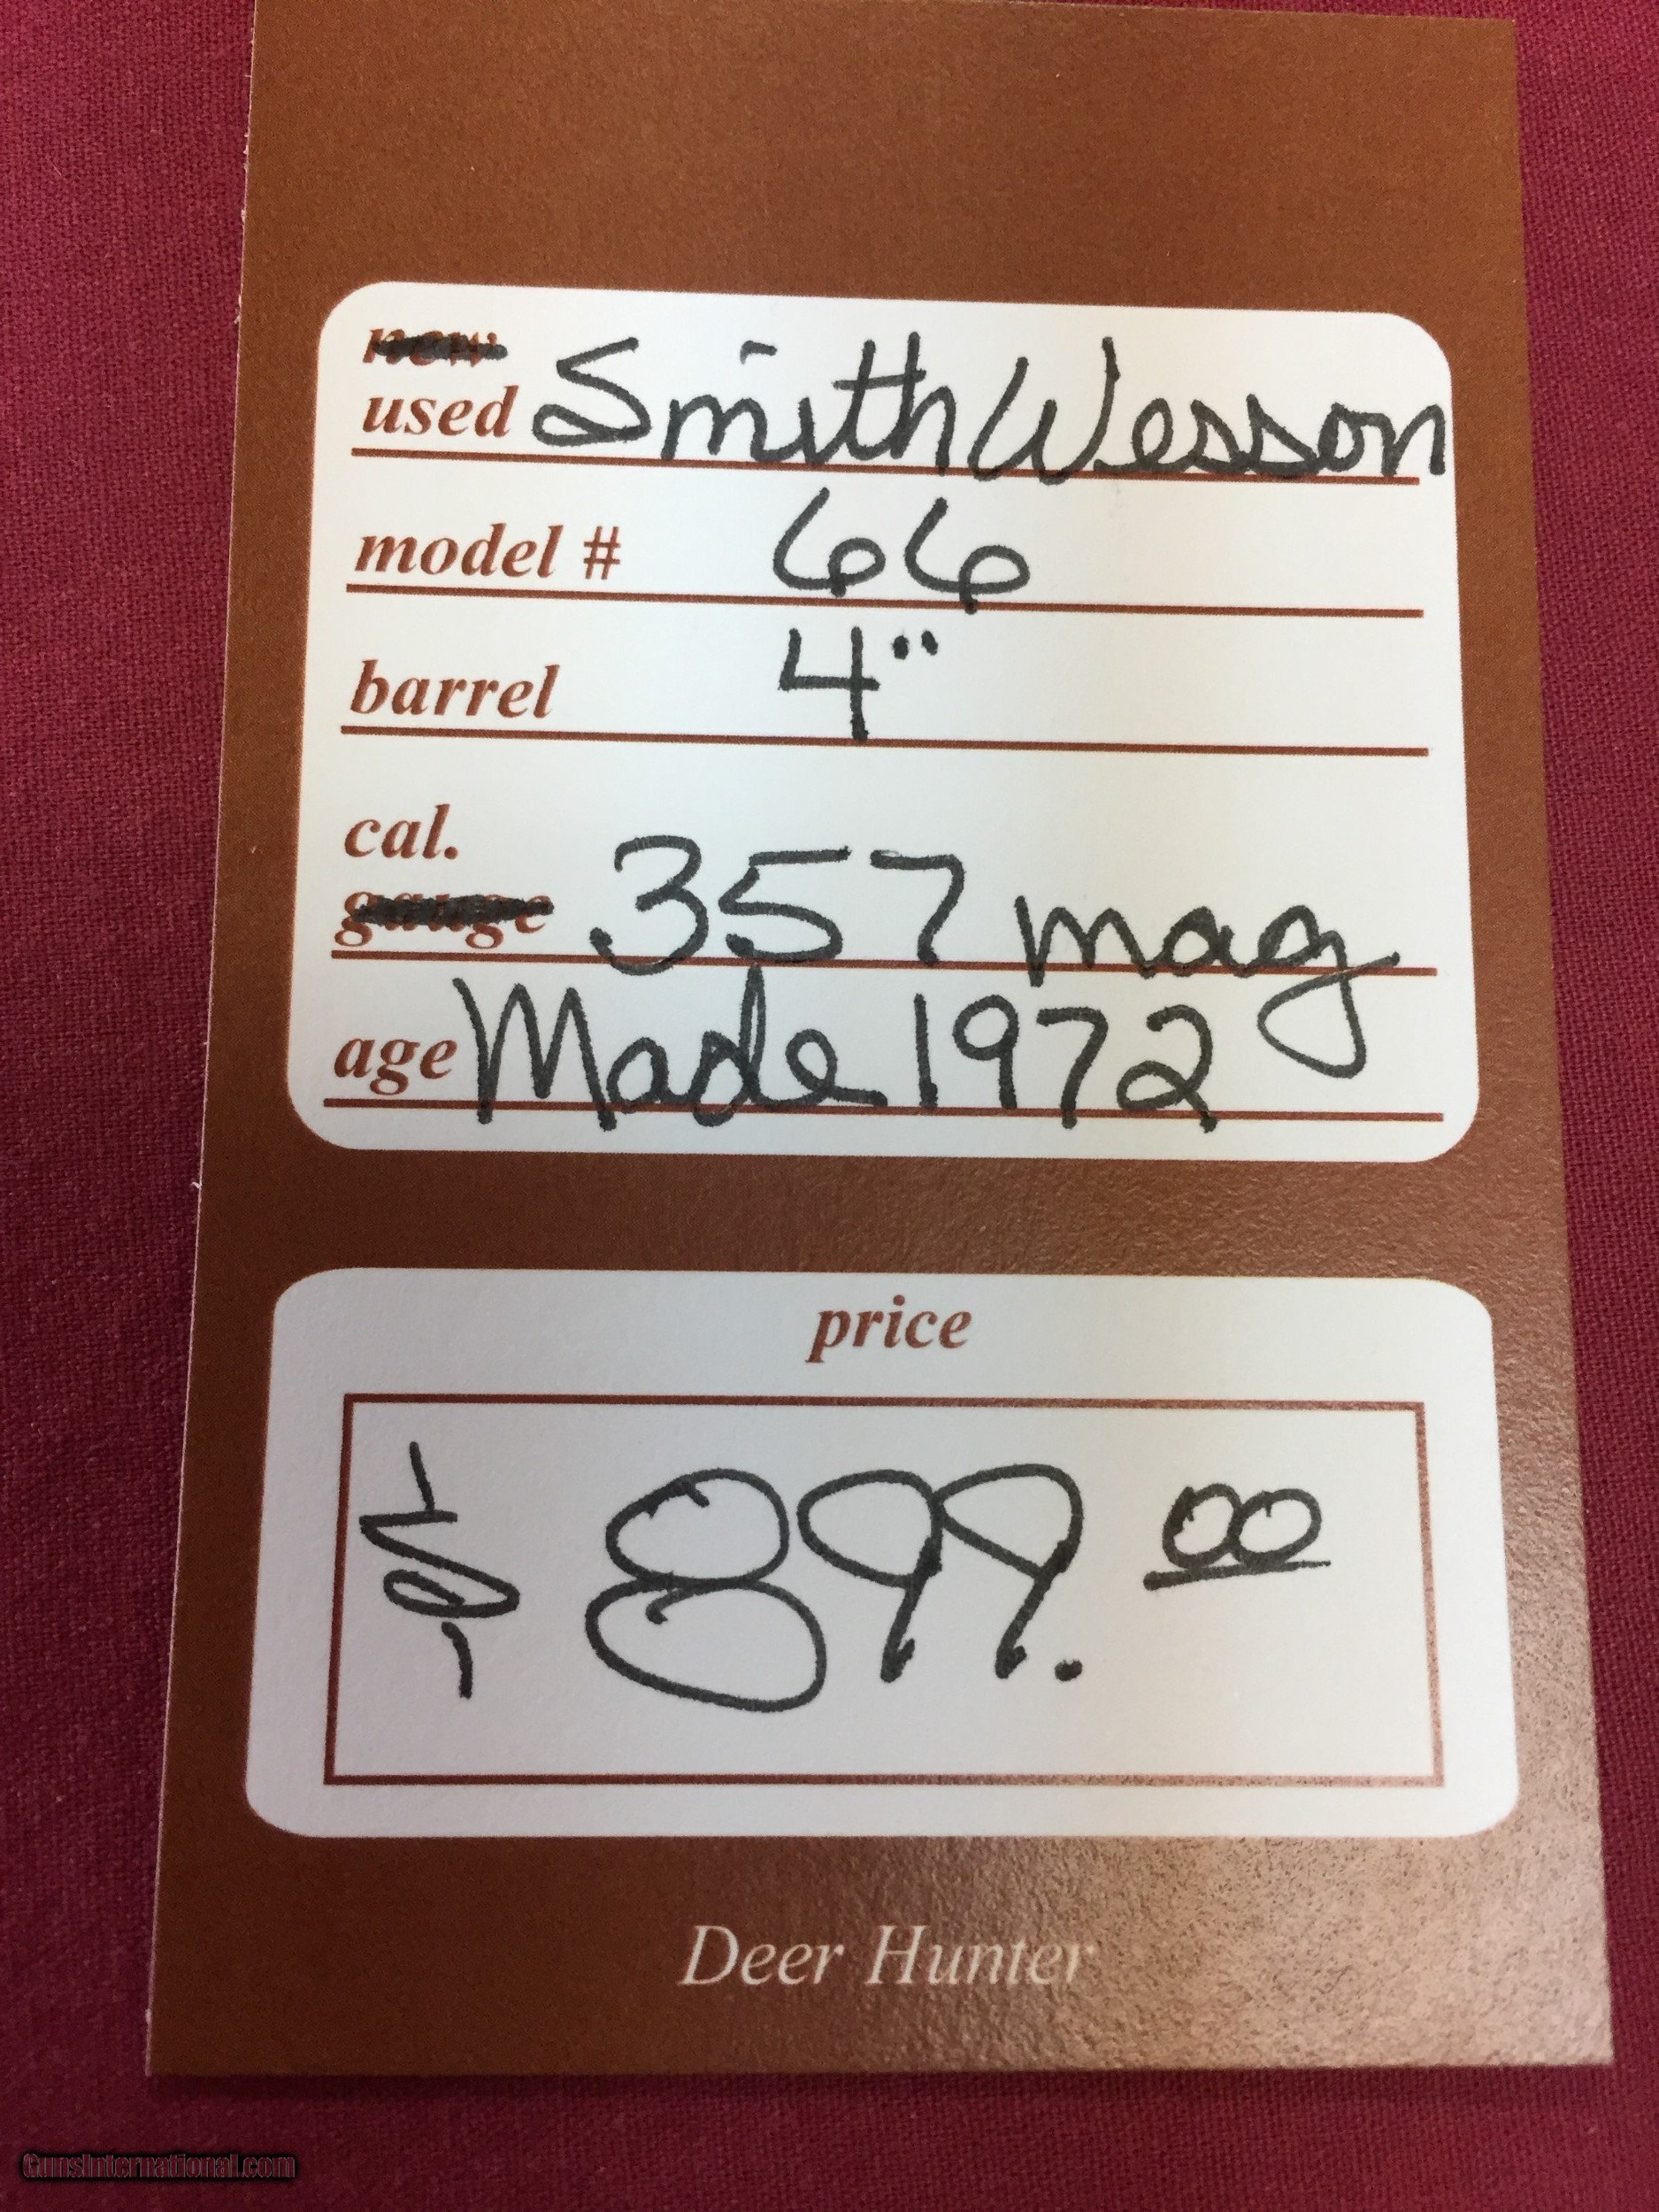 new
used Smith Wesson
model # 66
barrel 4"
cal.
gauge 357 mag
age Made 1972
price
$ 899.00
Deer Hunter
GunsInternational.com